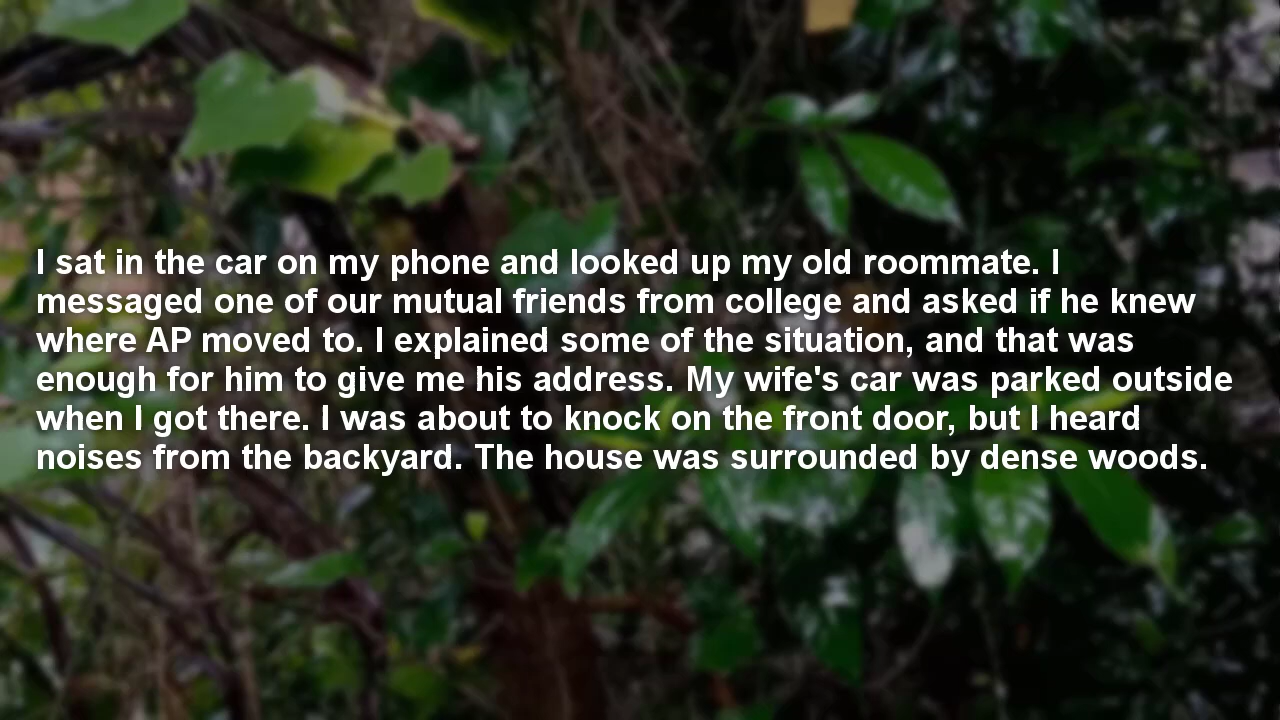 I sat in the car on my phone and looked up my old roommate. I
messaged one of our mutual friends from college and asked if he knew
where AP moved to. I explained some of the situation, and that was
enough for him to give me his address. My wife's car was parked outside
when I got there. I was about to knock on the front door, but I heard
noises from the backyard. The house was surrounded by dense woods.